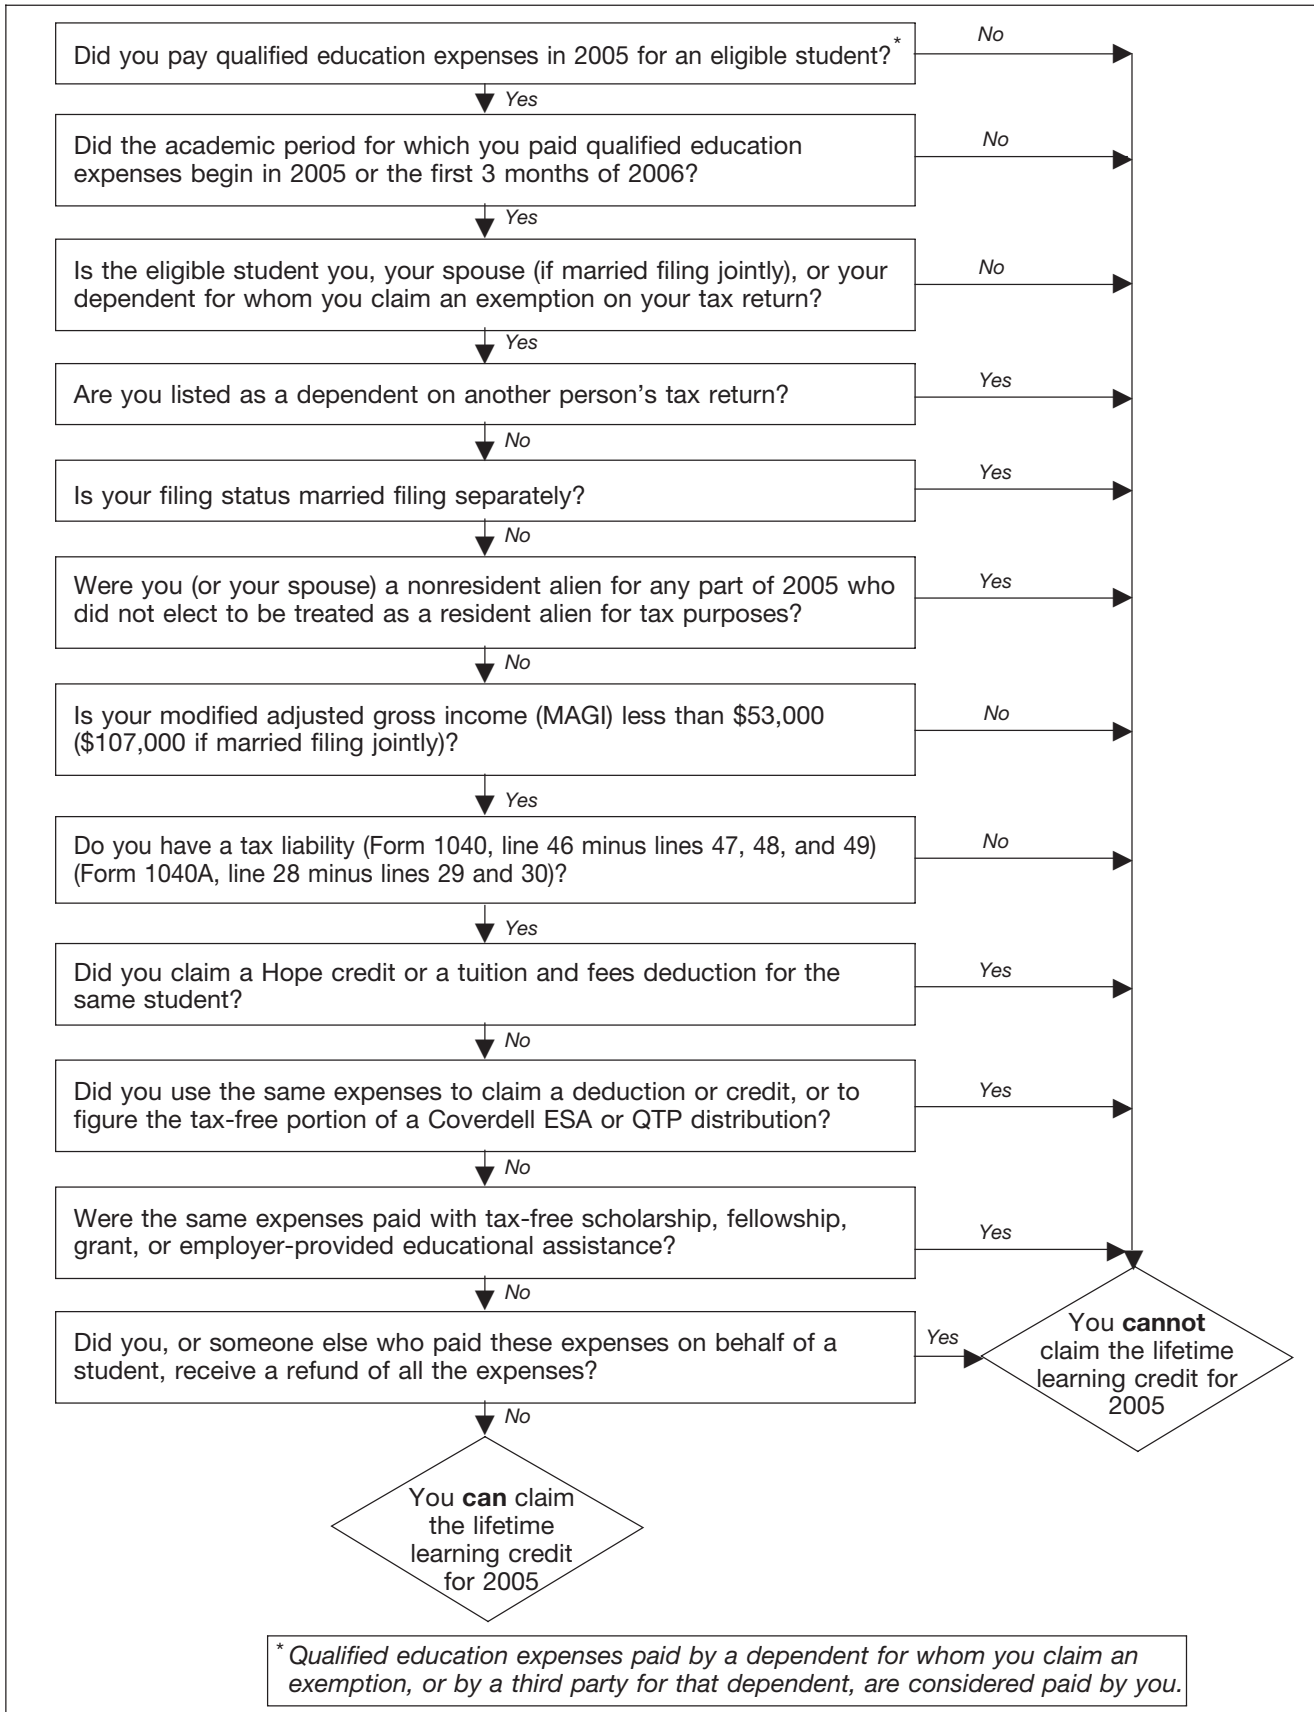 Did you pay qualified education expenses in 2005 for an eligible student?*
No
Yes
Did the academic period for which you paid qualified education
expenses begin in 2005 or the first 3 months of 2006?
No
Yes
Is the eligible student you, your spouse (if married filing jointly), or your
dependent for whom you claim an exemption on your tax return?
No
Yes
Are you listed as a dependent on another person's tax return?
Yes
No
Is your filing status married filing separately?
Yes
No
Were you (or your spouse) a nonresident alien for any part of 2005 who
did not elect to be treated as a resident alien for tax purposes?
Yes
No
Is your modified adjusted gross income (MAGI) less than $53,000
($107,000 if married filing jointly)?
No
Yes
Do you have a tax liability (Form 1040, line 46 minus lines 47, 48, and 49)
(Form 1040A, line 28 minus lines 29 and 30)?
No
Yes
Did you claim a Hope credit or a tuition and fees deduction for the
same student?
Yes
No
Did you use the same expenses to claim a deduction or credit, or to
figure the tax-free portion of a Coverdell ESA or QTP distribution?
Yes
No
Were the same expenses paid with tax-free scholarship, fellowship,
grant, or employer-provided educational assistance?
Yes
No
Did you, or someone else who paid these expenses on behalf of a
student, receive a refund of all the expenses?
Yes
You cannot
claim the lifetime
learning credit for
2005
No
You can claim
the lifetime
learning credit
for 2005
* Qualified education expenses paid by a dependent for whom you claim an
exemption, or by a third party for that dependent, are considered paid by you.